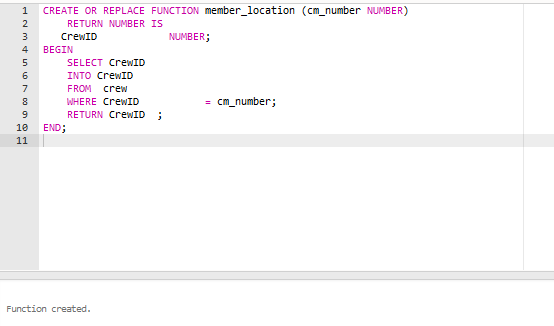 1 CREATE OR REPLACE FUNCTION member_location (cm_number NUMBER)
2 RETURN NUMBER IS
3 CrewID NUMBER;
4 BEGIN
5 SELECT CrewID
6 INTO CrewID
7 FROM crew
8 WHERE CrewID = cm_number;
9 RETURN CrewID ;
10 END;
11
Function created.